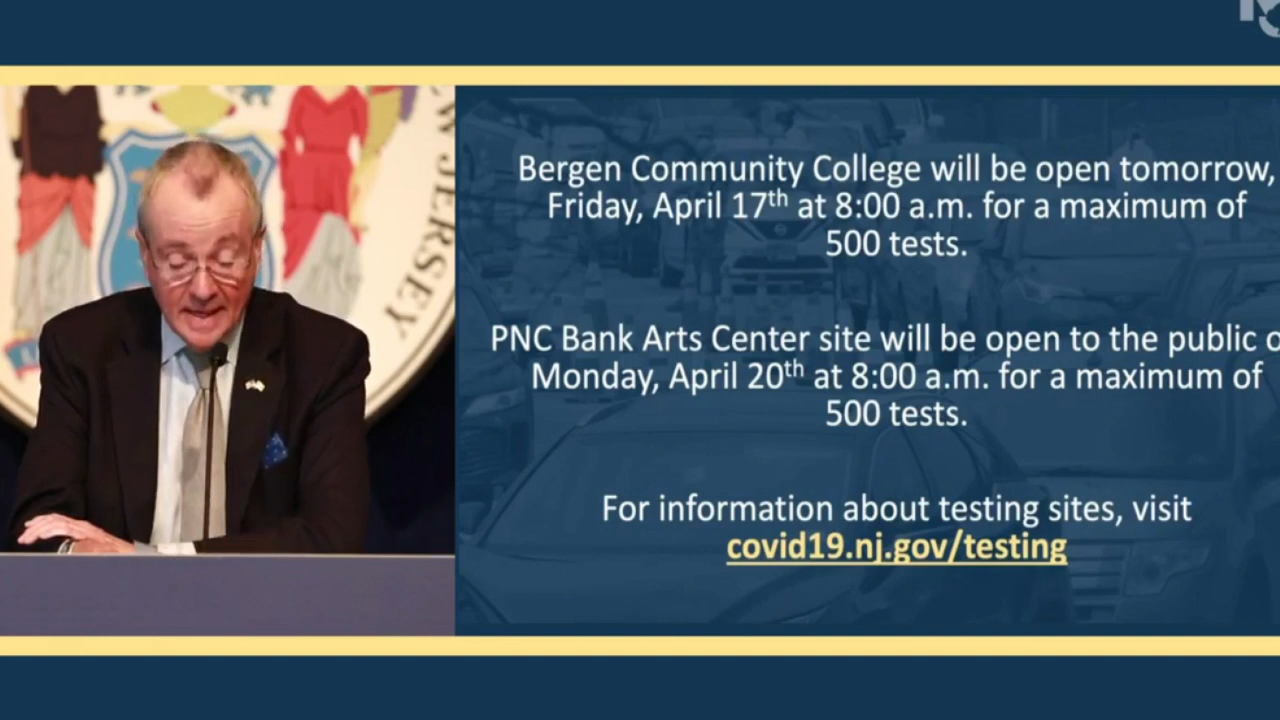 W JERSEY
Bergen Community College will be open tomorrow,
Friday, April 17th at 8:00 a.m. for a maximum of
500 tests.
PNC Bank Arts Center site will be open to the public o
Monday, April 20th at 8:00 a.m. for a maximum of
500 tests.
For information about testing sites, visit
covid19.nj.gov/testing